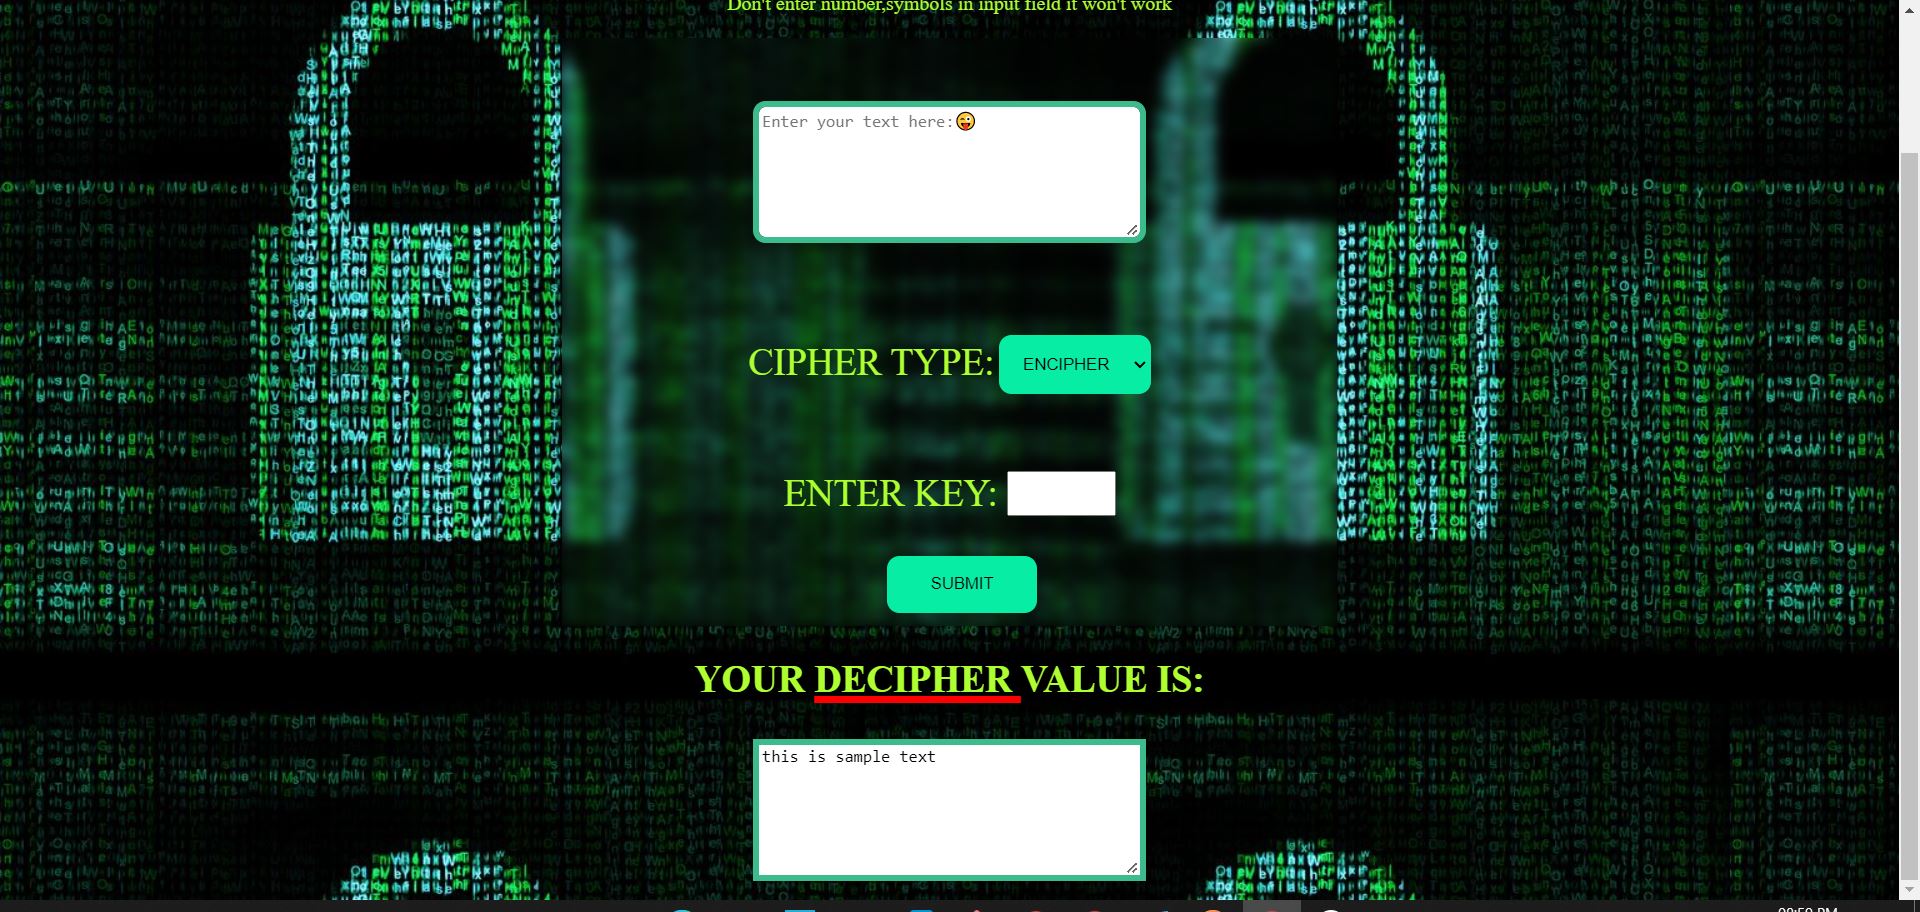 Don't enter number,symbols in input field it won't work
Enter your text here:😜
CIPHER TYPE: ENCIPHER
ENTER KEY:
SUBMIT
YOUR DECIPHER VALUE IS:
this is sample text